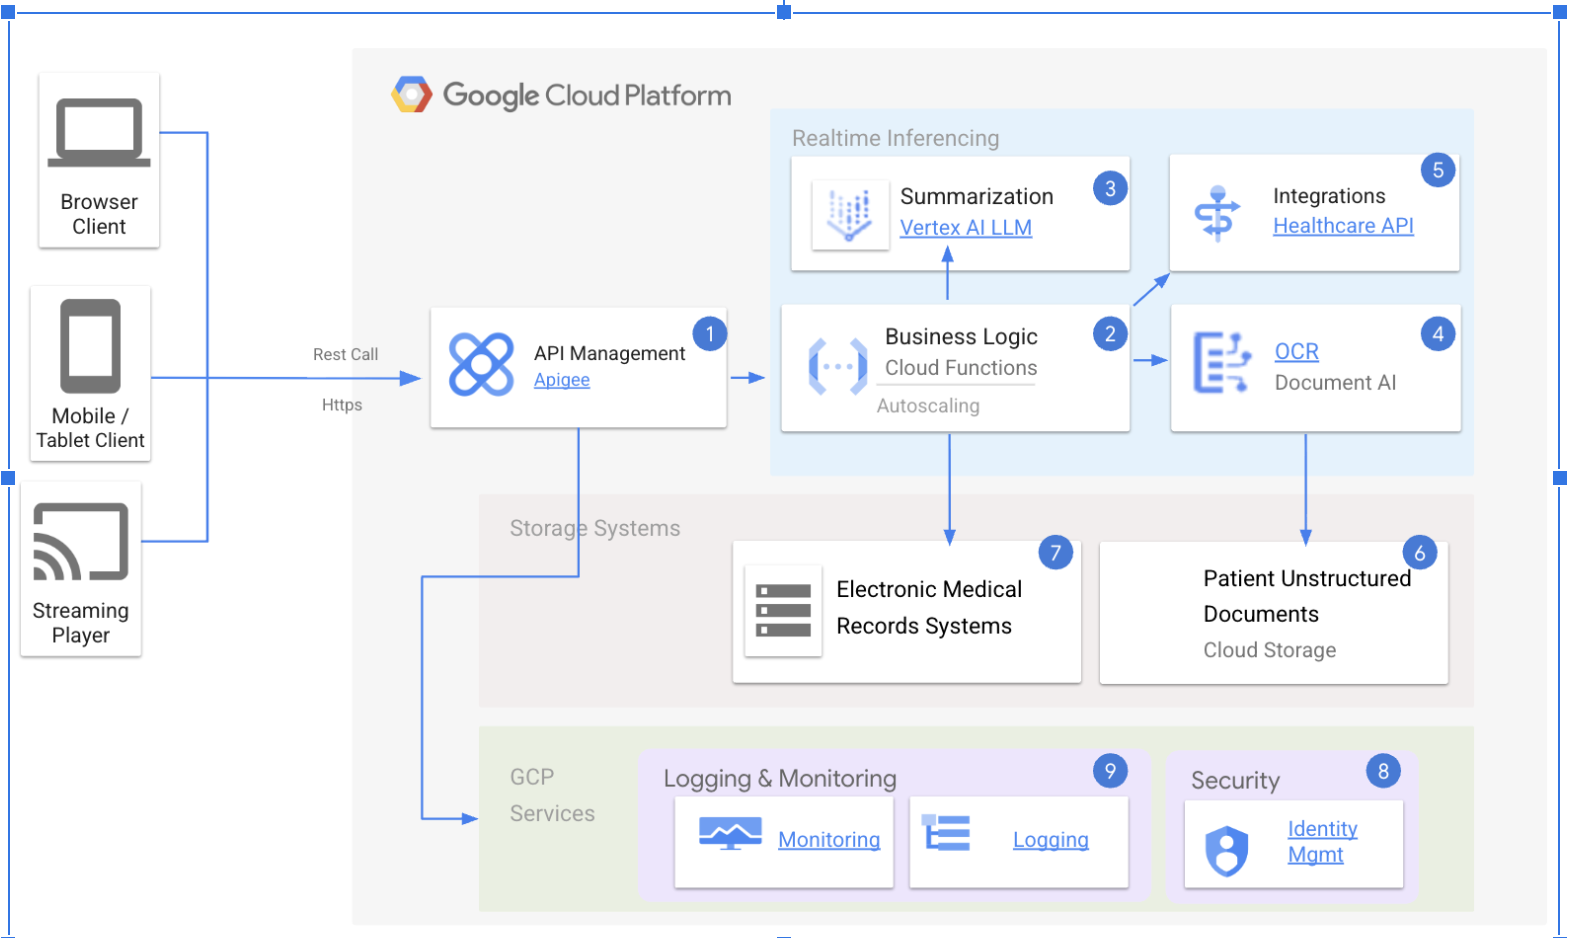 Google Cloud Platform
Browser
Client
Mobile /
Tablet Client
Streaming
Player
Rest Call
Https
API Management
Apigee
1
Realtime Inferencing
Summarization
Vertex AI LLM
3
Integrations
Healthcare API
5
Business Logic
Cloud Functions
Autoscaling
2
OCR
Document AI
4
Storage Systems
Electronic Medical
Records Systems
7
Patient Unstructured
Documents
Cloud Storage
6
GCP
Services
Logging & Monitoring
9
Monitoring
Logging
Security
8
Identity
Mgmt